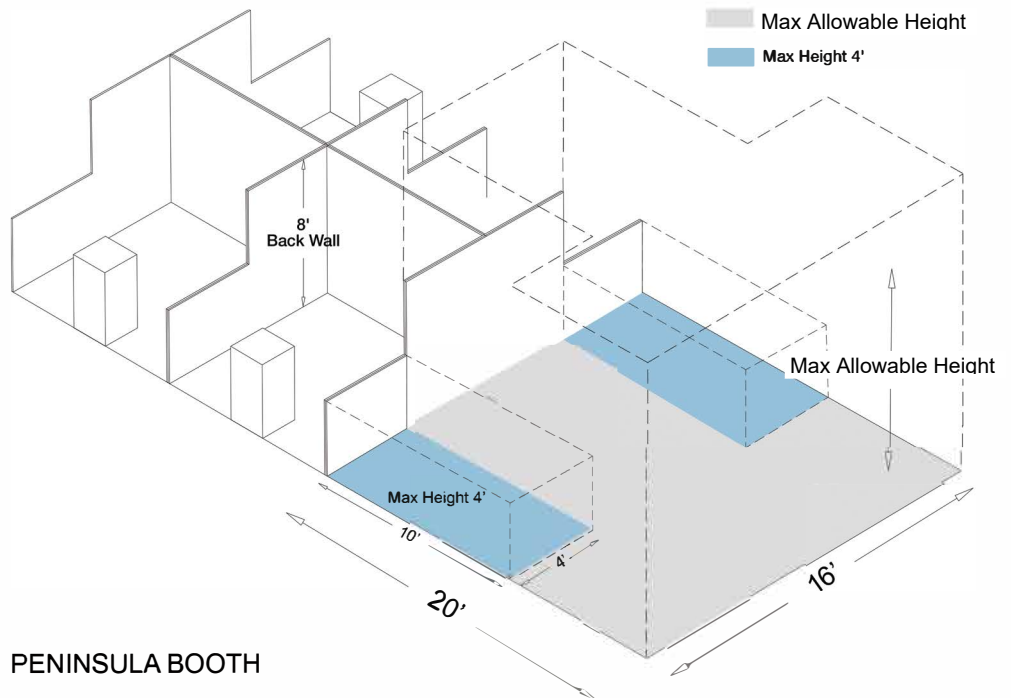 Max Allowable Height
Max Height 4'
8'
Back Wall
Max Allowable Height
Max Height 4'
10'
4'
20'
16'
PENINSULA BOOTH